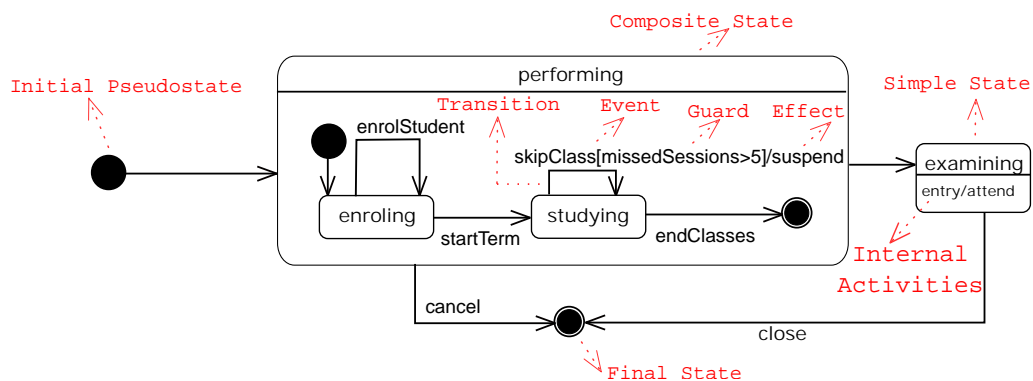 Composite State
Initial Pseudostate
performing
Simple State
Transition
Event
Guard
Effect
enrolStudent
skipClass[missedSessions>5]/suspend
examining
entry/attend
enroling
studying
startTerm
endClasses
Internal
Activities
cancel
close
Final State